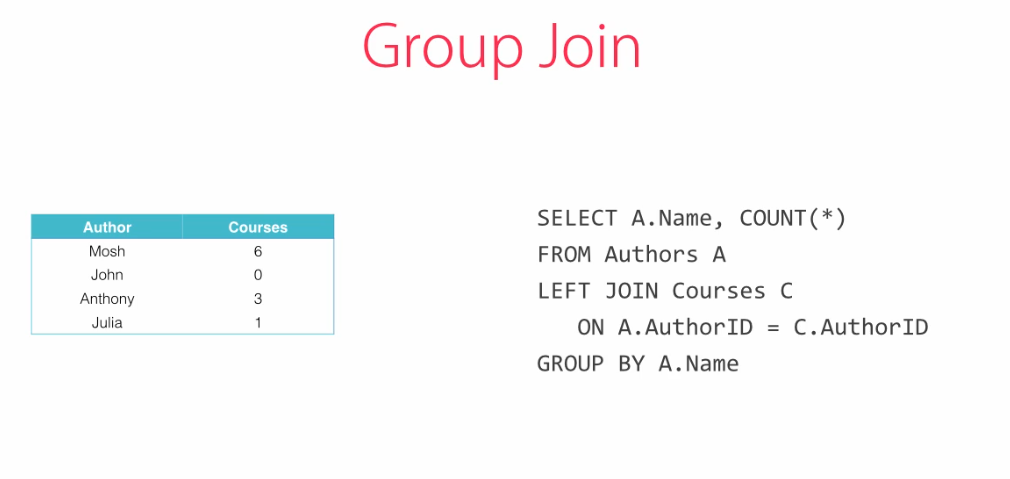 Group Join
Author Courses
Mosh 6
John 0
Anthony 3
Julia 1
SELECT A.Name, COUNT(*)
FROM Authors A
LEFT JOIN Courses C
ON A.AuthorID = C.AuthorID
GROUP BY A.Name